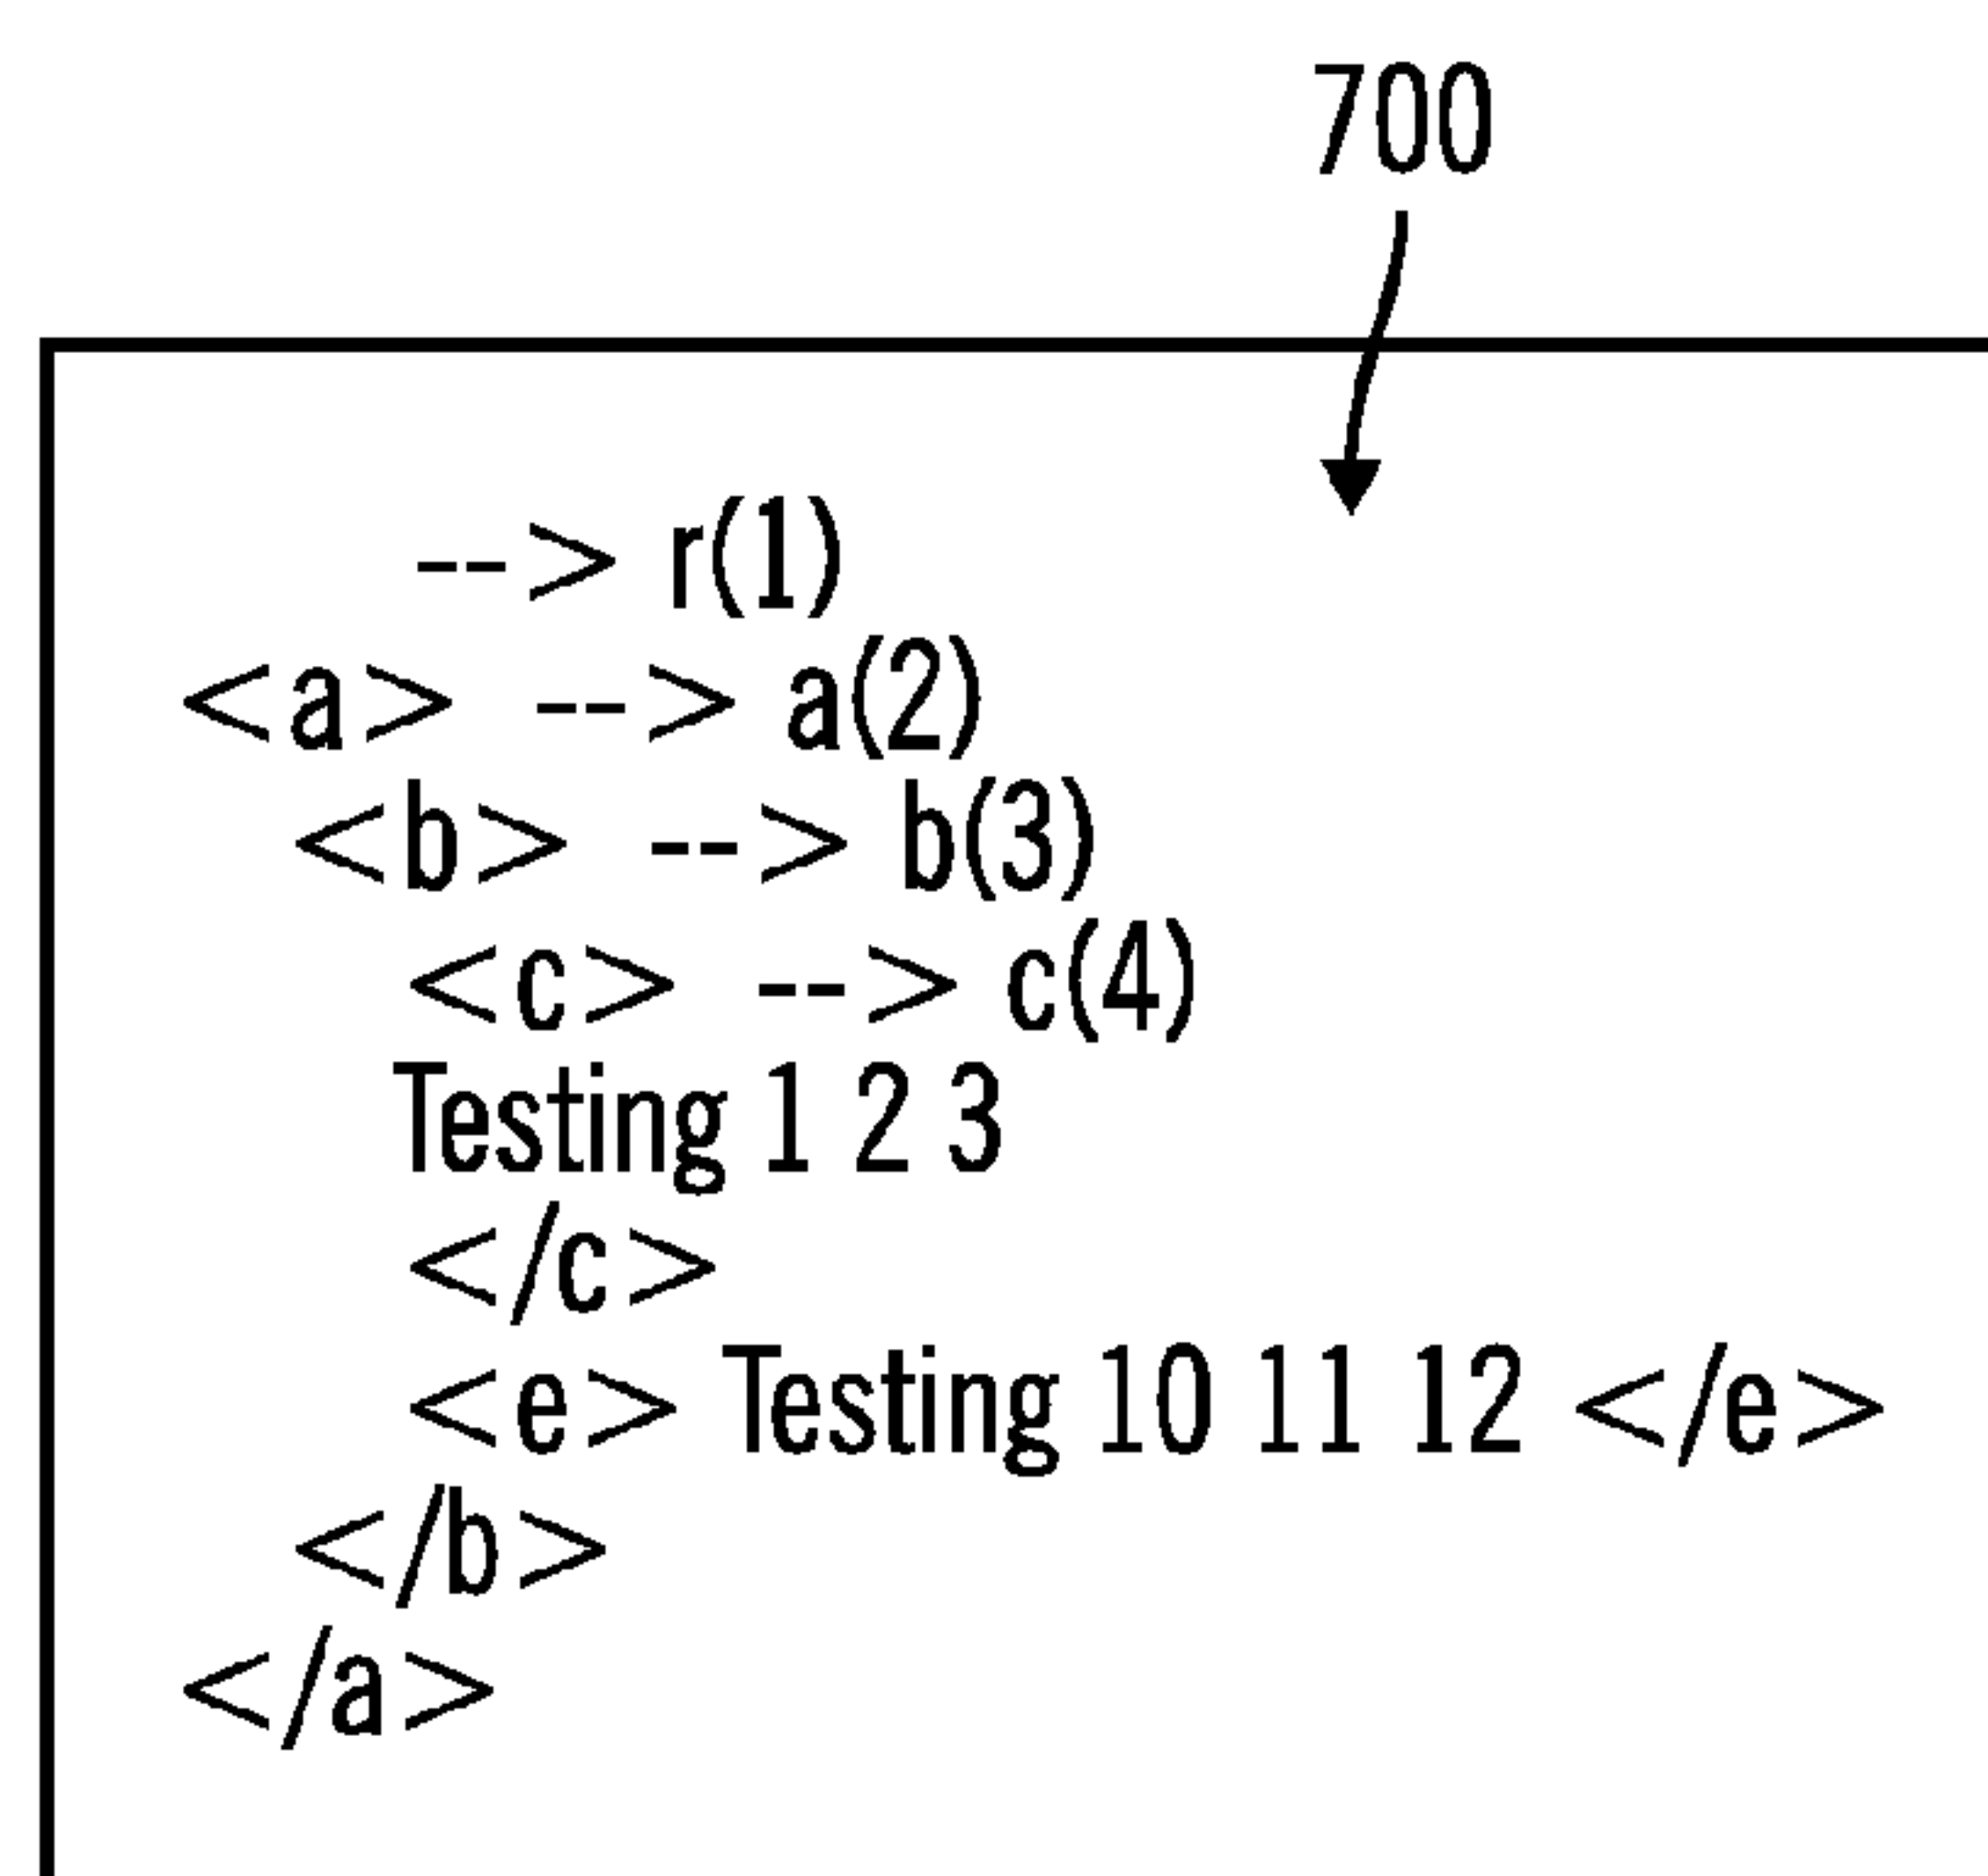 700
--> r(1)
<a> --> a(2)
<b> --> b(3)
<c> --> c(4)
Testing 1 2 3
</c>
<e> Testing 10 11 12 </e>
</b>
</a>